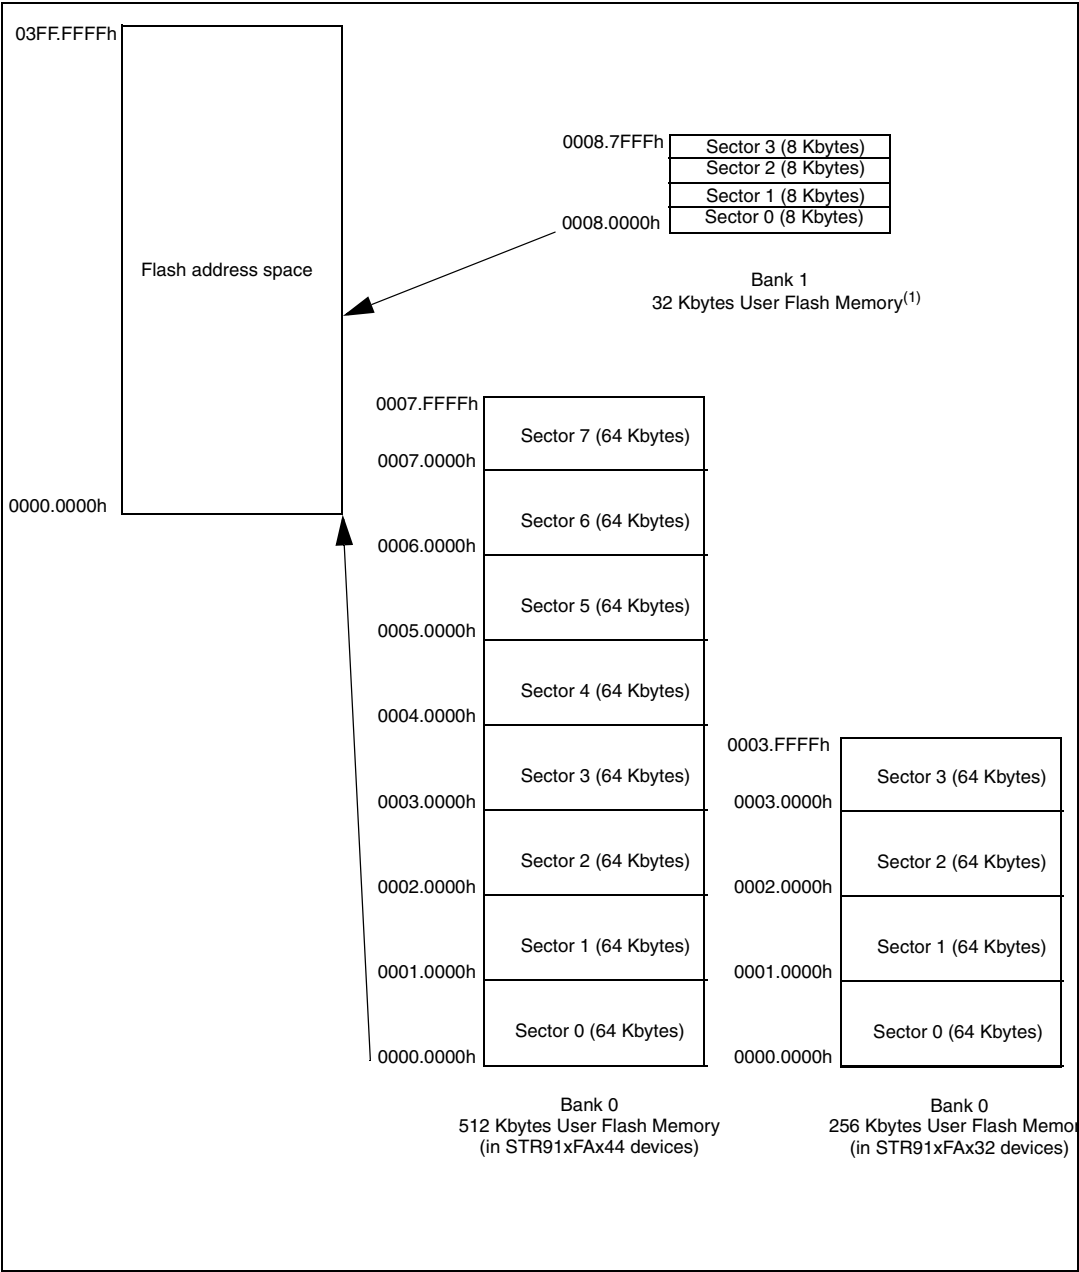 03FF.FFFFh
Flash address space
0000.0000h
0008.7FFFh
Sector 3 (8 Kbytes)
Sector 2 (8 Kbytes)
Sector 1 (8 Kbytes)
0008.0000h
Sector 0 (8 Kbytes)
Bank 1
32 Kbytes User Flash Memory(1)
0007.FFFFh
Sector 7 (64 Kbytes)
0007.0000h
Sector 6 (64 Kbytes)
0006.0000h
Sector 5 (64 Kbytes)
0005.0000h
Sector 4 (64 Kbytes)
0004.0000h
Sector 3 (64 Kbytes)
0003.0000h
Sector 2 (64 Kbytes)
0002.0000h
Sector 1 (64 Kbytes)
0001.0000h
Sector 0 (64 Kbytes)
0000.0000h
Bank 0
512 Kbytes User Flash Memory
(in STR91xFAx44 devices)
0003.FFFFh
Sector 3 (64 Kbytes)
0003.0000h
Sector 2 (64 Kbytes)
0002.0000h
Sector 1 (64 Kbytes)
0001.0000h
Sector 0 (64 Kbytes)
0000.0000h
Bank 0
256 Kbytes User Flash Memor
(in STR91xFAx32 devices)